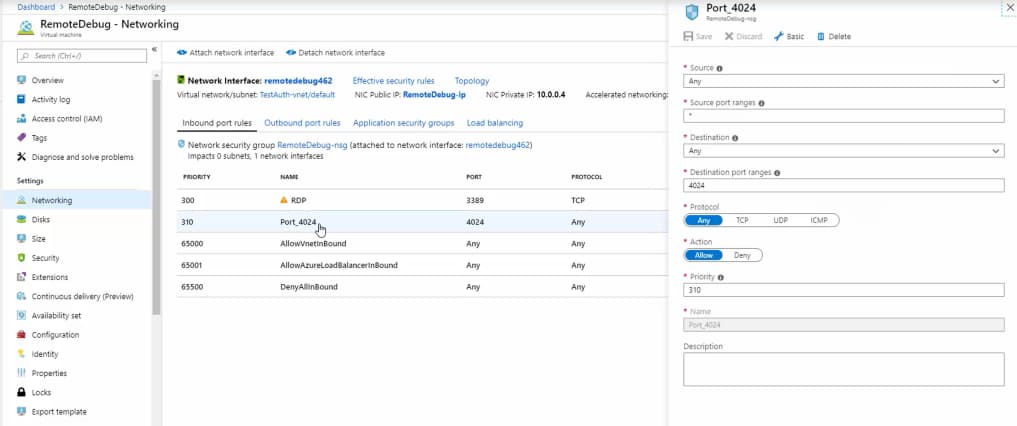 Dashboard > RemoteDebug - Networking
RemoteDebug - Networking
Virtual machine
Search (Ctrl+/)
«
Overview
Activity log
Access control (IAM)
Tags
Diagnose and solve problems
Settings
Networking
Disks
Size
Security
Extensions
Continuous delivery (Preview)
Availability set
Configuration
Identity
Properties
Locks
Export template
Attach network interface Detach network interface
Network Interface: remotedebug462 Effective security rules Topology
Virtual network/subnet: TestAuth-vnet/default NIC Public IP: RemoteDebug-ip NIC Private IP: 10.0.0.4 Accelerated networking:
Inbound port rules Outbound port rules Application security groups Load balancing
Network security group RemoteDebug-nsg (attached to network interface: remotedebug462)
Impacts 0 subnets, 1 network interfaces
PRIORITY NAME PORT PROTOCOL
300 RDP 3389 TCP
310 Port_4024 4024 Any
65000 AllowVnetInBound Any Any
65001 AllowAzureLoadBalancerInBound Any Any
65500 DenyAllInBound Any Any
Port_4024
RemoteDebug-nsg
Save Discard Basic Delete
* Source
Any
* Source port ranges
*
* Destination
Any
* Destination port ranges
4024
* Protocol
Any TCP UDP ICMP
* Action
Allow Deny
* Priority
310
* Name
Port_4024
Description